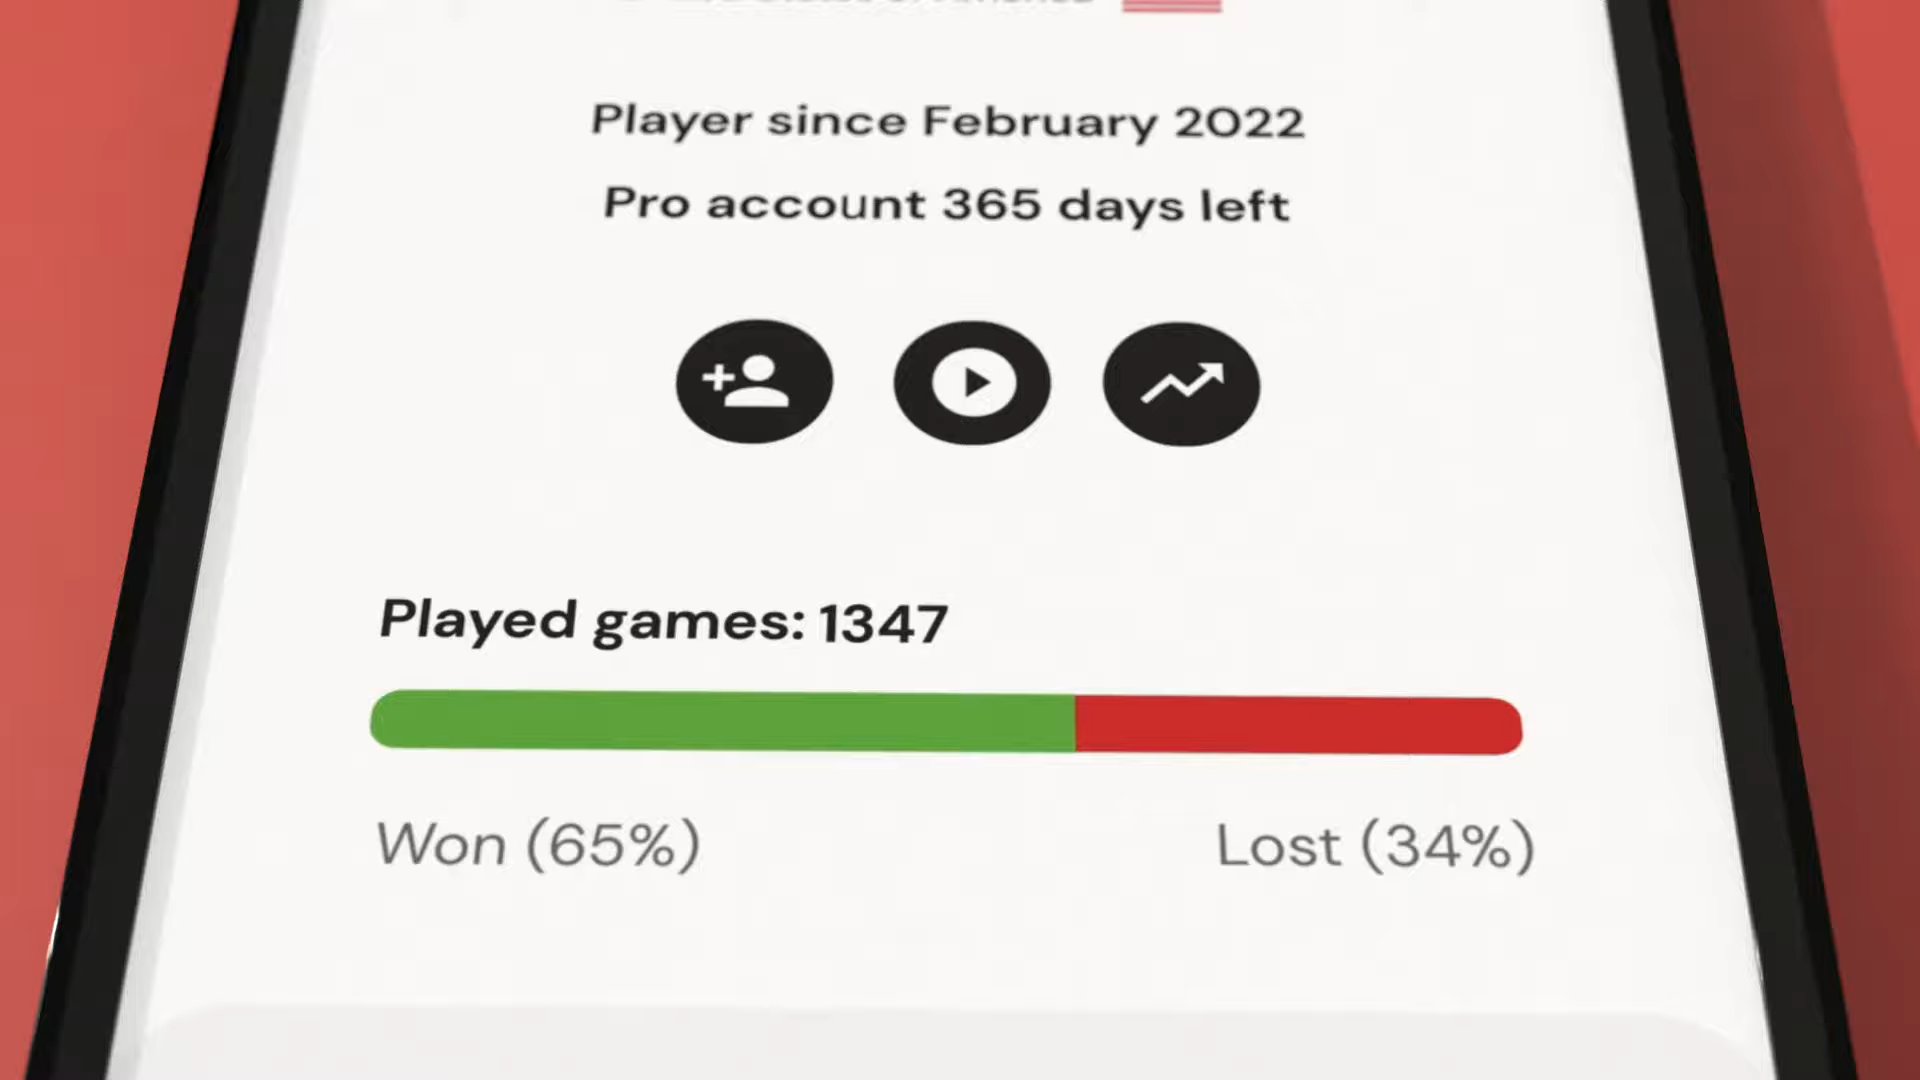 Player since February 2022
Pro account 365 days left
Played games: 1347
Won (65%)
Lost (34%)